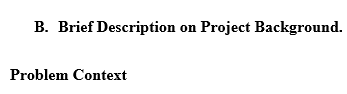 B. Brief Description on Project Background.
Problem Context